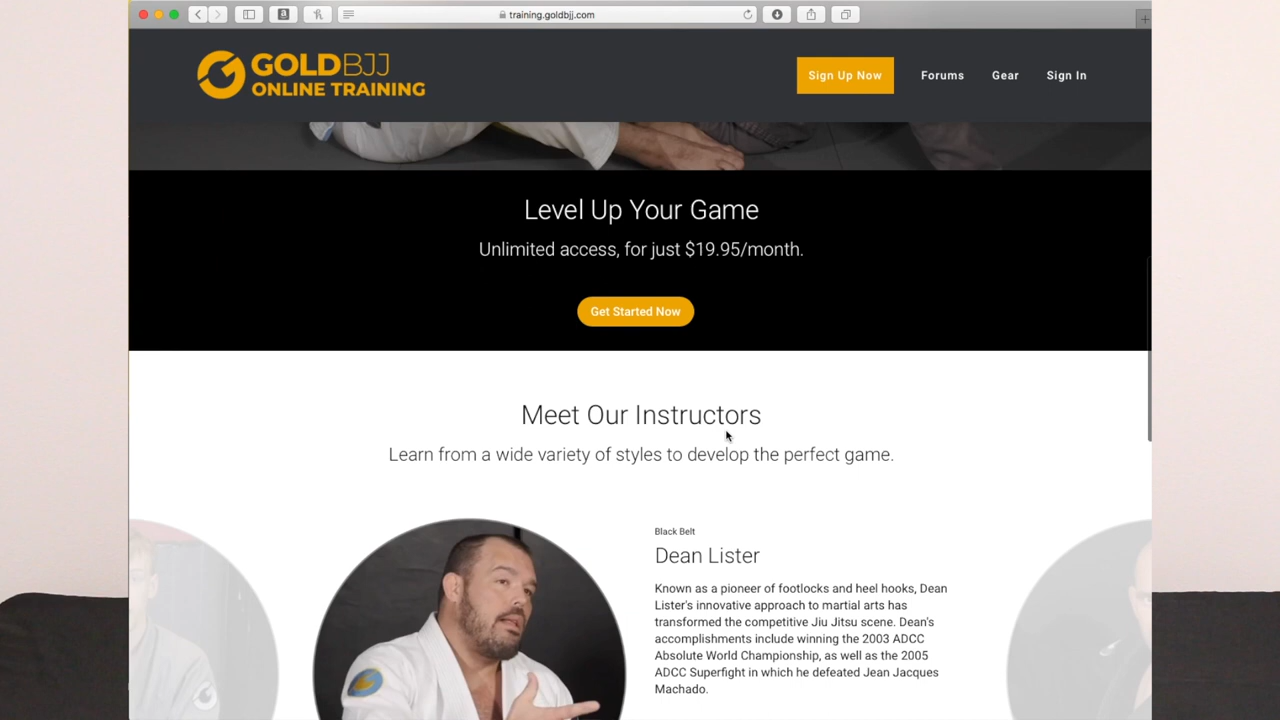 training.goldbjj.com
GOLDBJJ
ONLINE TRAINING
Sign Up Now
Forums
Gear
Sign In
Level Up Your Game
Unlimited access, for just $19.95/month.
Get Started Now
Meet Our Instructors
Learn from a wide variety of styles to develop the perfect game.
Black Belt
Dean Lister
Known as a pioneer of footlocks and heel hooks, Dean
Lister's innovative approach to martial arts has
transformed the competitive Jiu Jitsu scene. Dean's
accomplishments include winning the 2003 ADCC
Absolute World Championship, as well as the 2005
ADCC Superfight in which he defeated Jean Jacques
Machado.